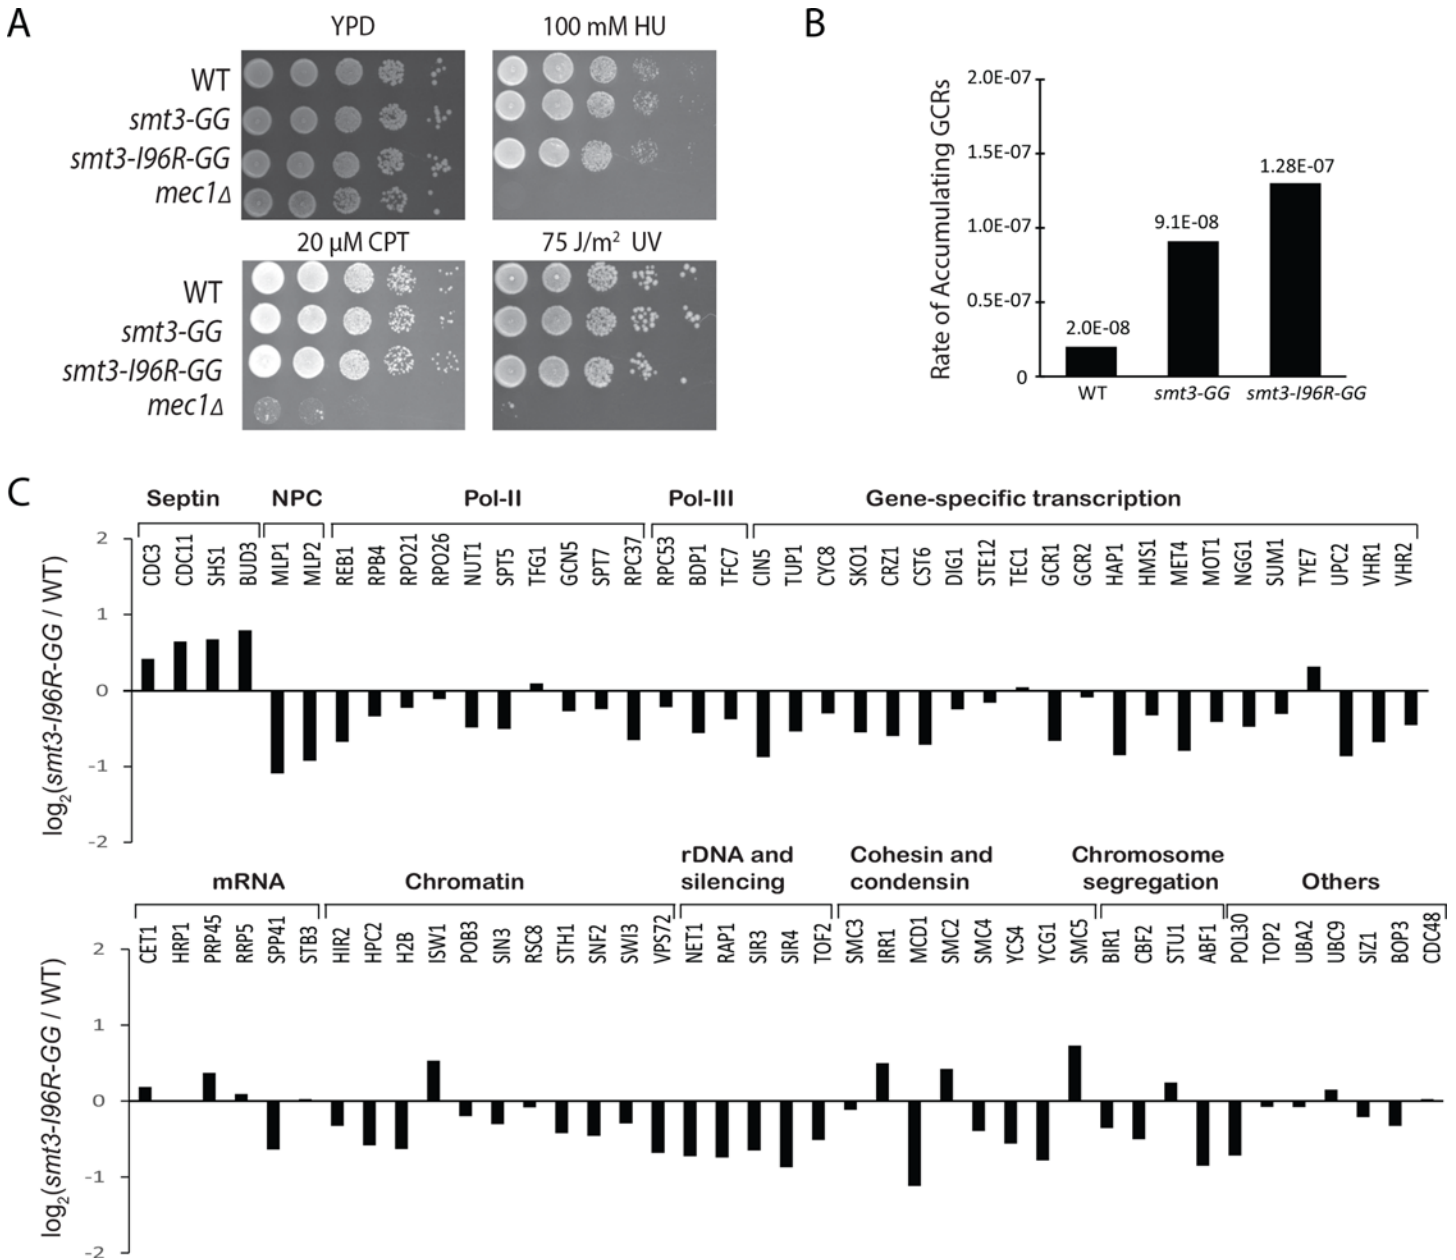 A
YPD
100 mM HU
WT
smt3-GG
smt3-I96R-GG
mec1Δ
20 μM CPT
75 J/m² UV
WT
smt3-GG
smt3-I96R-GG
mec1Δ
B
Rate of Accumulating GCRs
2.0E-07
1.5E-07
1.0E-07
0.5E-07
0
2.0E-08
9.1E-08
1.28E-07
WT smt3-GG smt3-I96R-GG
C
Septin NPC Pol-II Pol-III Gene-specific transcription
log₂(smt3-I96R-GG / WT)
2
1
0
-1
-2
CDC3 CDC11 SHS1 BUD3 MLP1 MLP2 REB1 RPB4 RPO21 RPO26 NUT1 SPT5 TFG1 GCN5 SPT7 RPC37 RPC53 BDP1 TFC7 CIN5 TUP1 CYC8 SKO1 CRZ1 CST6 DIG1 STE12 TEC1 GCR1 GCR2 HAP1 HMS1 MET4 MOT1 NGG1 SUM1 TYE7 UPC2 VHR1 VHR2
mRNA Chromatin
rDNA and
silencing
Cohesin and
condensin
Chromosome
segregation
Others
log₂(smt3-I96R-GG / WT)
2
1
0
-1
-2
CET1 HRP1 PRP45 RRP5 SPP41 STB3 HIR2 HPC2 H2B ISW1 POB3 SIN3 RSC8 STH1 SNF2 SWI3 VPS72 NET1 RAP1 SIR3 SIR4 TOF2 SMC3 IRR1 MCD1 SMC2 SMC4 YCS4 YCG1 SMC5 BIR1 CBF2 STU1 ABF1 POL30 TOP2 UBA2 UBC9 SIZ1 BOP3 CDC48